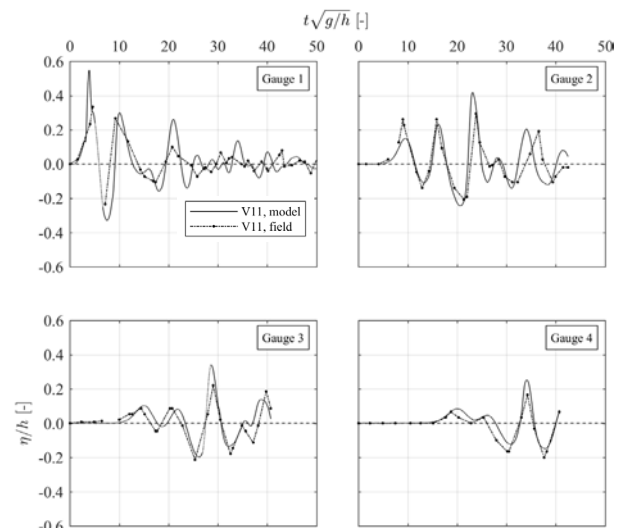 t√g/h [-]
0 10 20 30 40 50 0 10 20 30 40 50
0.6
0.4
0.2
0.0
-0.2
-0.4
-0.6
Gauge 1
V11, model
V11, field
Gauge 2
0.6
0.4
0.2
0.0
-0.2
-0.4
-0.6
η/h [-]
Gauge 3
Gauge 4